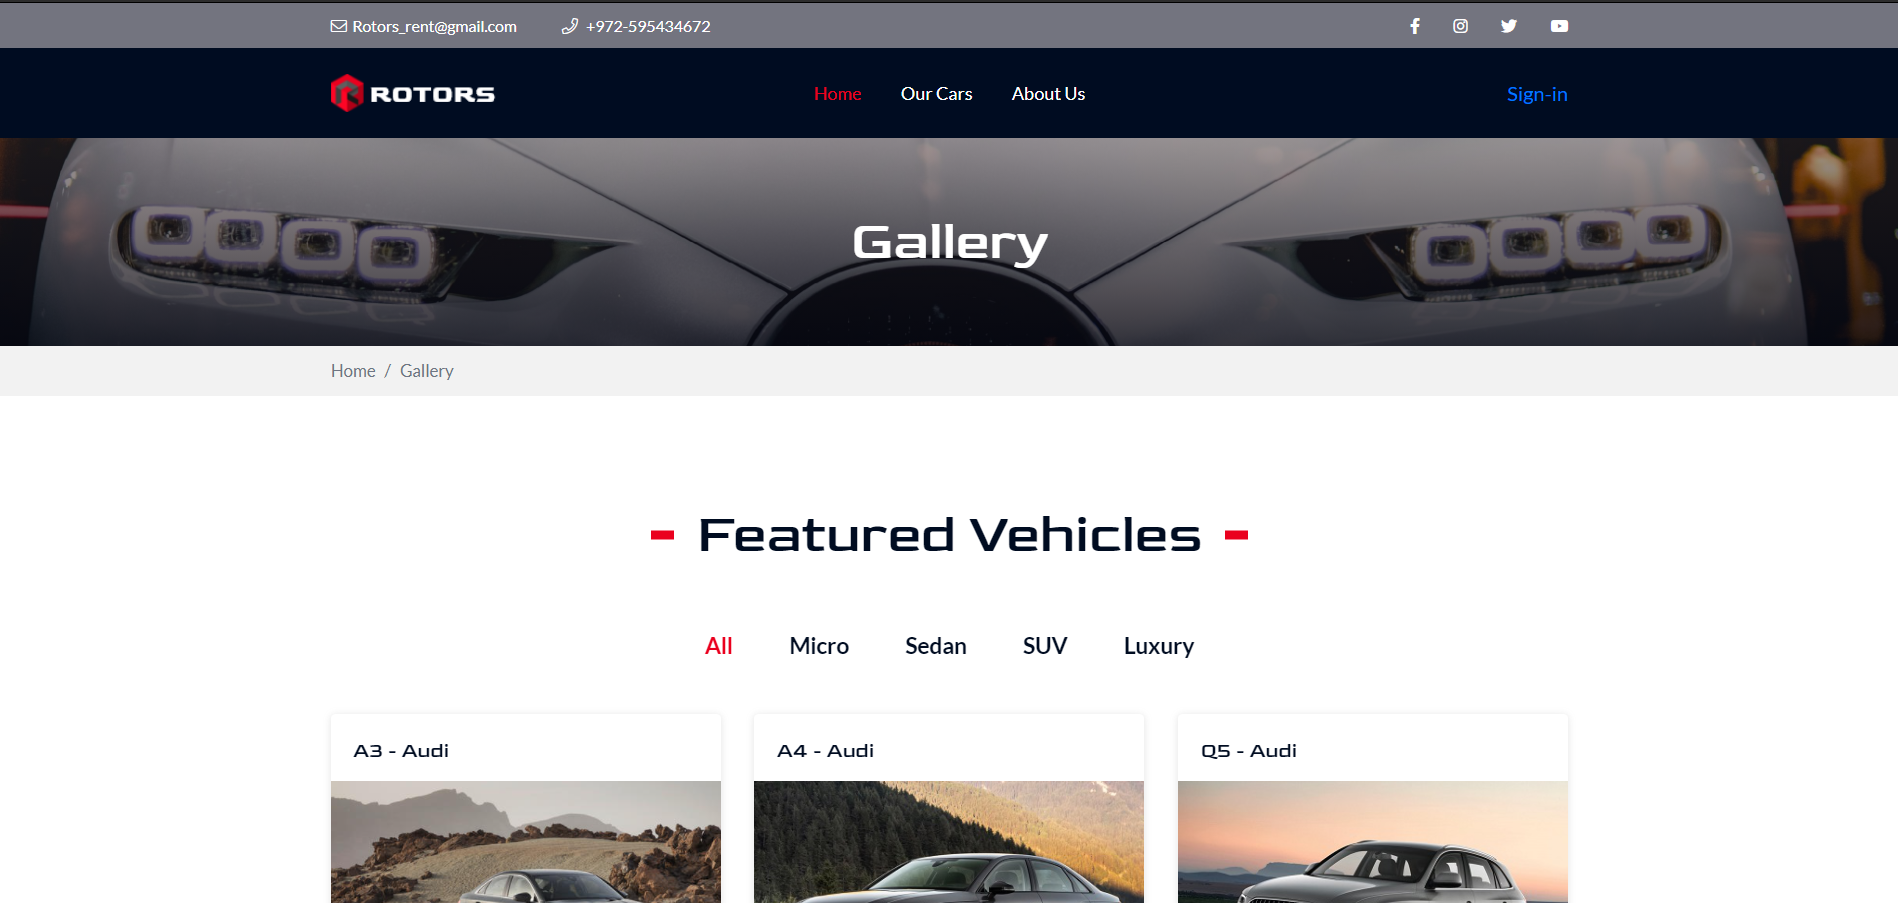 Rotors_rent@gmail.com +972-595434672
ROTORS Home Our Cars About Us Sign-in
Gallery
Home / Gallery
Featured Vehicles
All Micro Sedan SUV Luxury
A3 - Audi A4 - Audi Q5 - Audi